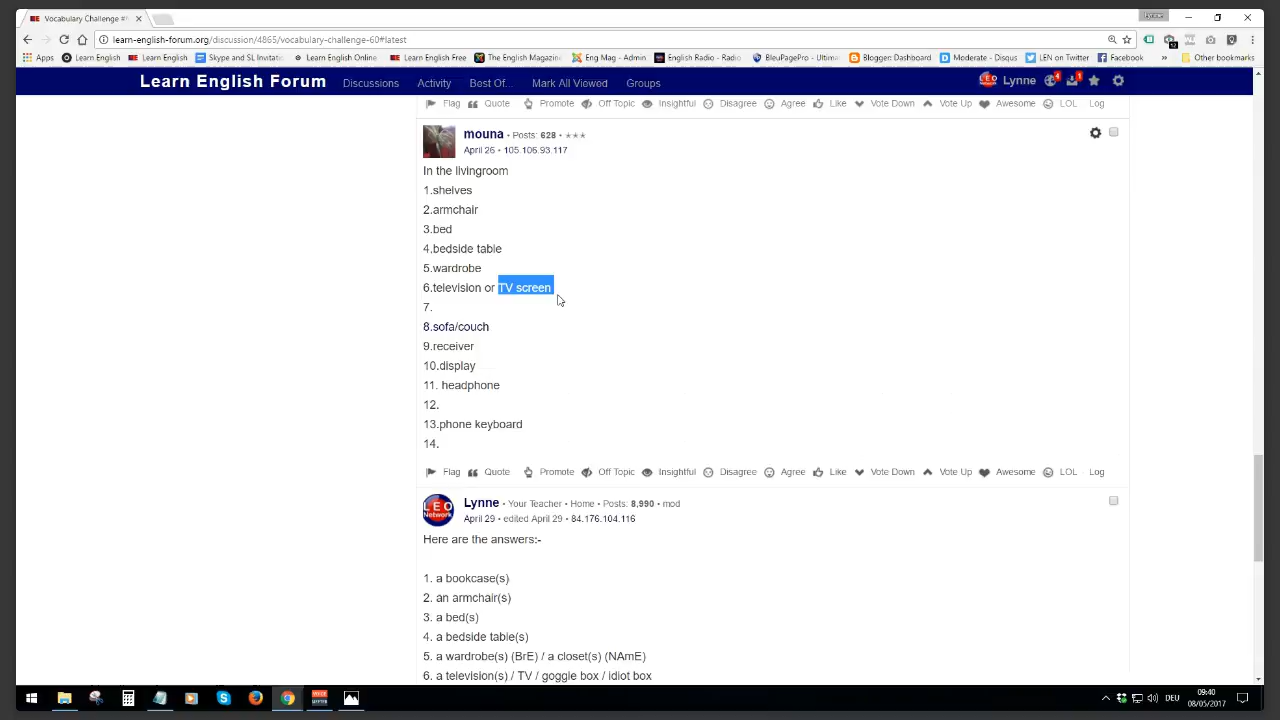 Vocabulary Challenge #
Lynne
learn-english-forum.org/discussion/4865/vocabulary-challenge-60#latest
Apps Learn English Learn English Skype and SL Invitatio Learn English Online Learn English Free The English Magazine Eng Mag - Admin English Radio - Radio BleuPagePro - Ultima Blogger: Dashboard Moderate - Disqus LEN on Twitter Facebook » Other bookmarks
Learn English Forum Discussions Activity Best Of... Mark All Viewed Groups LEO Lynne 4 1
Flag Quote Promote Off Topic Insightful Disagree Agree Like Vote Down Vote Up Awesome LOL Log
mouna • Posts: 628 • ★★★
April 26 • 105.106.93.117
In the livingroom
1.shelves
2.armchair
3.bed
4.bedside table
5.wardrobe
6.television or TV screen
7.
8.sofa/couch
9.receiver
10.display
11. headphone
12.
13.phone keyboard
14.
Flag Quote Promote Off Topic Insightful Disagree Agree Like Vote Down Vote Up Awesome LOL Log
LEO Network
Lynne • Your Teacher • Home • Posts: 8,990 • mod
April 29 • edited April 29 • 84.176.104.116
Here are the answers:-
1. a bookcase(s)
2. an armchair(s)
3. a bed(s)
4. a bedside table(s)
5. a wardrobe(s) (BrE) / a closet(s) (NAmE)
6. a television(s) / TV / goggle box / idiot box
DEU 09:40
08/05/2017